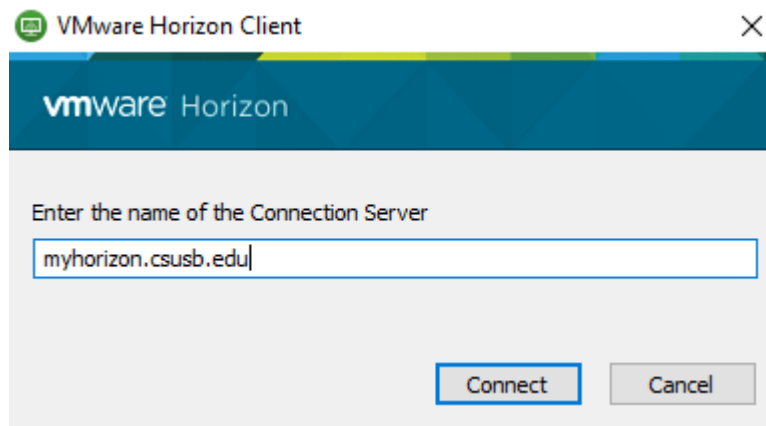 VMware Horizon Client
vmware Horizon
Enter the name of the Connection Server
myhorizon.csusb.edu
Connect Cancel